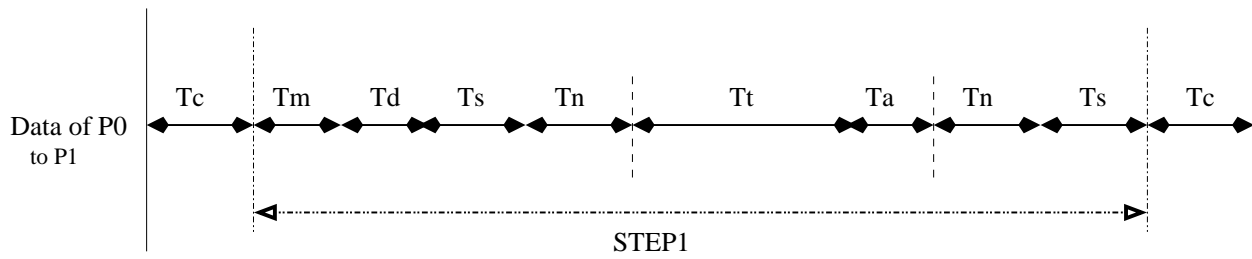 Tc Tm Td Ts Tn Tt Ta Tn Ts Tc
Data of P0
to P1
STEP1